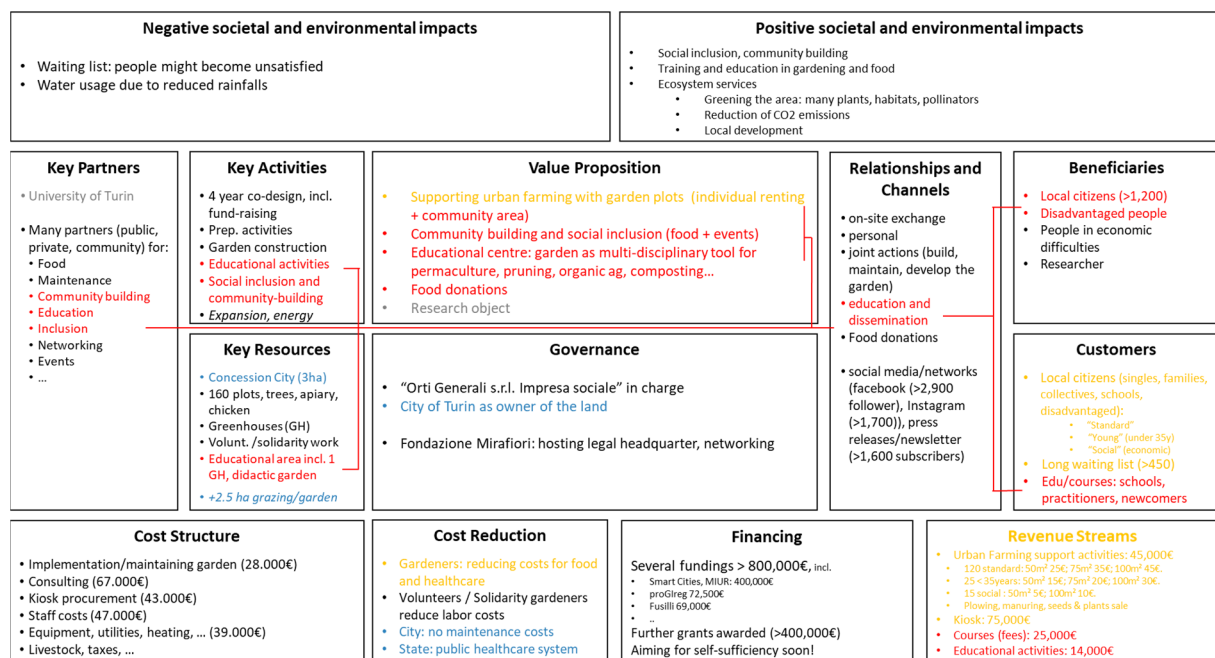 Negative societal and environmental impacts
• Waiting list: people might become unsatisfied
• Water usage due to reduced rainfalls
Positive societal and environmental impacts
• Social inclusion, community building
• Training and education in gardening and food
• Ecosystem services
• Greening the area: many plants, habitats, pollinators
• Reduction of CO2 emissions
• Local development
Key Partners
• University of Turin
• Many partners (public,
private, community) for:
• Food
• Maintenance
• Community building
• Education
• Inclusion
• Networking
• Events
• ...
Key Activities
• 4 year co-design, incl.
fund-raising
• Prep. activities
• Garden construction
• Educational activities
• Social inclusion and
community-building
• Expansion, energy
Key Resources
• Concession City (3ha)
• 160 plots, trees, apiary,
chicken
• Greenhouses (GH)
• Volunt. /solidarity work
• Educational area incl. 1
GH, didactic garden
• +2.5 ha grazing/garden
Value Proposition
• Supporting urban farming with garden plots (individual renting
+ community area)
• Community building and social inclusion (food + events)
• Educational centre: garden as multi-disciplinary tool for
permaculture, pruning, organic ag, composting...
• Food donations
• Research object
Governance
• “Orti Generali s.r.l. Impresa sociale” in charge
• City of Turin as owner of the land
• Fondazione Mirafiori: hosting legal headquarter, networking
Relationships and
Channels
• on-site exchange
• personal
• joint actions (build,
maintain, develop the
garden)
• education and
dissemination
• Food donations
• social media/networks
(facebook (>2,900
follower), Instagram
(>1,700)), press
releases/newsletter
(>1,600 subscribers)
Beneficiaries
• Local citizens (>1,200)
• Disadvantaged people
• People in economic
difficulties
• Researcher
Customers
• Local citizens (singles, families,
collectives, schools,
disadvantaged):
• “Standard”
• “Young” (under 35y)
• “Social” (economic)
• Long waiting list (>450)
• Edu/courses: schools,
practitioners, newcomers
Cost Structure
• Implementation/maintaining garden (28.000€)
• Consulting (67.000€)
• Kiosk procurement (43.000€)
• Staff costs (47.000€)
• Equipment, utilities, heating, ... (39.000€)
• Livestock, taxes, ...
Cost Reduction
• Gardeners: reducing costs for food
and healthcare
• Volunteers / Solidarity gardeners
reduce labor costs
• City: no maintenance costs
• State: public healthcare system
Financing
Several fundings > 800,000€, incl.
• Smart Cities, MIUR: 400,000€
• proGIreg 72,500€
• Fusilli 69,000€
• ..
Further grants awarded (>400,000€)
Aiming for self-sufficiency soon!
Revenue Streams
• Urban Farming support activities: 45,000€
• 120 standard: 50m² 25€; 75m² 35€; 100m² 45€.
• 25 < 35years: 50m² 15€; 75m² 20€; 100m² 30€.
• 15 social : 50m² 5€; 100m² 10€.
• Plowing, manuring, seeds & plants sale
• Kiosk: 75,000€
• Courses (fees): 25,000€
• Educational activities: 14,000€